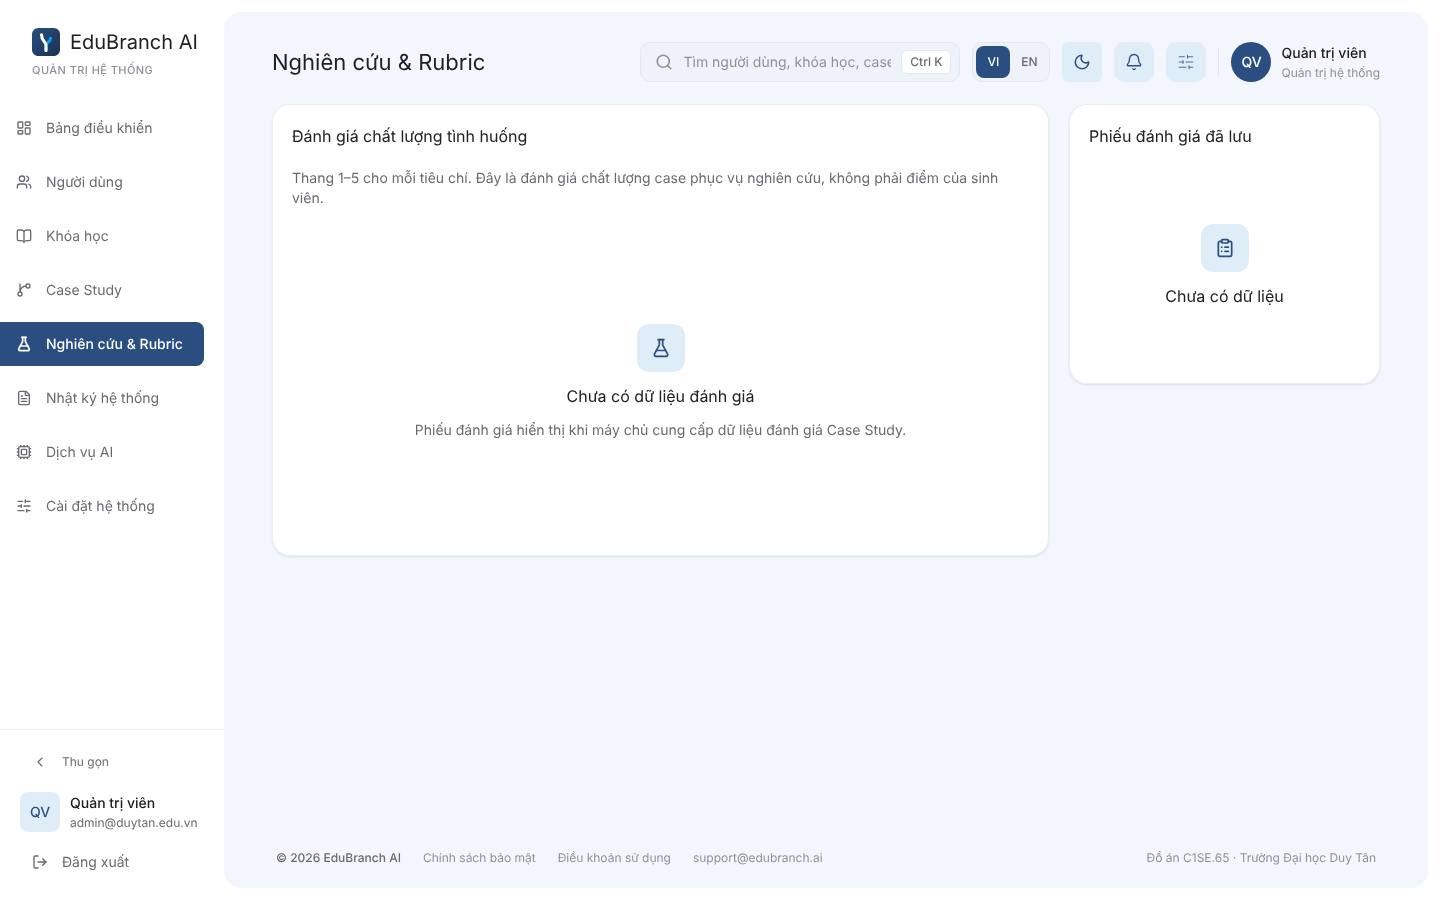 EduBranch AI
QUẢN TRỊ HỆ THỐNG
Bảng điều khiển
Người dùng
Khóa học
Case Study
Nghiên cứu & Rubric
Nhật ký hệ thống
Dịch vụ AI
Cài đặt hệ thống
Thu gọn
QV
Quản trị viên
admin@duytan.edu.vn
Đăng xuất
Nghiên cứu & Rubric
Tìm người dùng, khóa học, case
Ctrl K
VI
EN
QV
Quản trị viên
Quản trị hệ thống
Đánh giá chất lượng tình huống
Thang 1–5 cho mỗi tiêu chí. Đây là đánh giá chất lượng case phục vụ nghiên cứu, không phải điểm của sinh
viên.
Chưa có dữ liệu đánh giá
Phiếu đánh giá hiển thị khi máy chủ cung cấp dữ liệu đánh giá Case Study.
Phiếu đánh giá đã lưu
Chưa có dữ liệu
© 2026 EduBranch AI
Chính sách bảo mật
Điều khoản sử dụng
support@edubranch.ai
Đồ án C1SE.65 · Trường Đại học Duy Tân